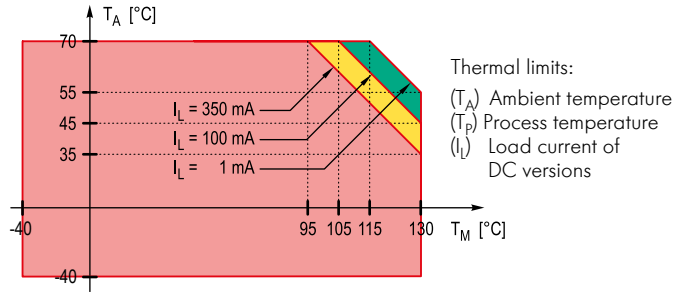 T_A [°C]
70
55
45
35
-40
-40
I_L = 350 mA
I_L = 100 mA
I_L = 1 mA
95 105 115 130
T_M [°C]
Thermal limits:
(T_A) Ambient temperature
(T_P) Process temperature
(I_L) Load current of
DC versions